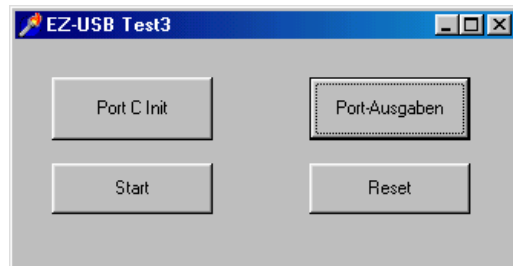 EZ-USB Test3
Port C Init
Port-Ausgaben
Start
Reset